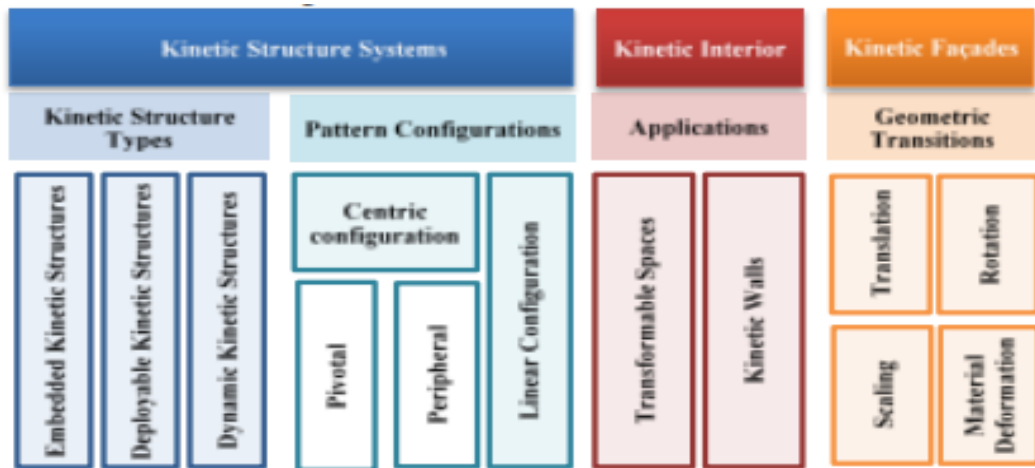 Kinetic Structure Systems
Kinetic Interior
Kinetic Façades
Kinetic Structure
Types
Pattern Configurations
Applications
Geometric
Transitions
Embedded Kinetic Structures
Deployable Kinetic Structures
Dynamic Kinetic Structures
Centric
configuration
Pivotal
Peripheral
Linear Configuration
Transformable Spaces
Kinetic Walls
Translation
Rotation
Scaling
Material
Deformation